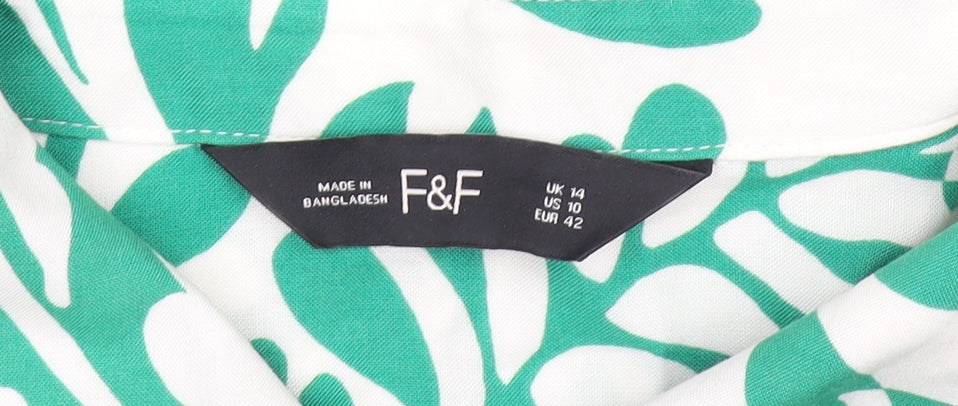 MADE IN
BANGLADESH
F&F
UK 14
US 10
EUR 42